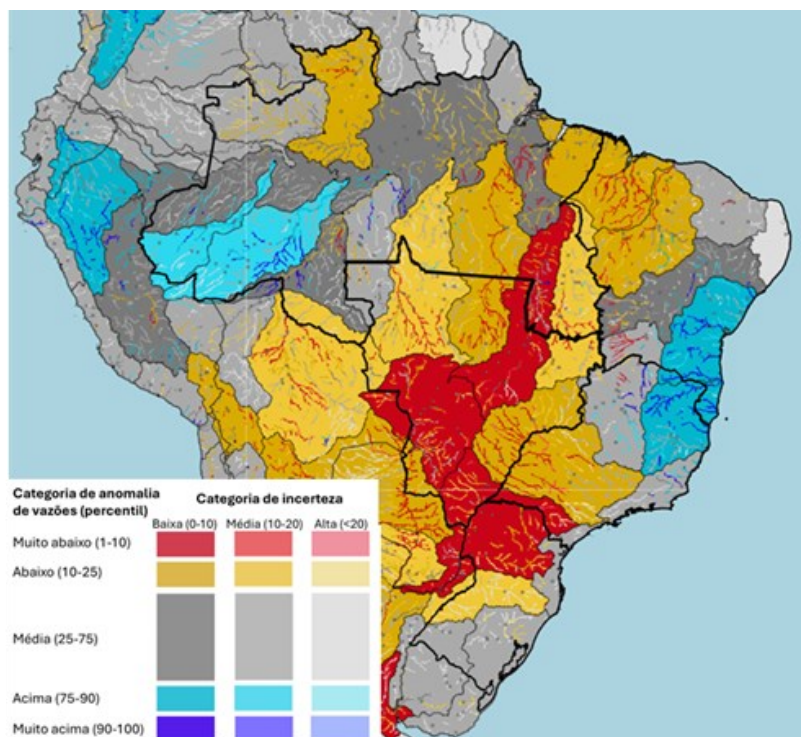 Categoria de anomalia Categoria de incerteza
de vazões (percentil) Baixa (0-10) Média (10-20) Alta (<20)
Muito abaixo (1-10)
Abaixo (10-25)
Média (25-75)
Acima (75-90)
Muito acima (90-100)